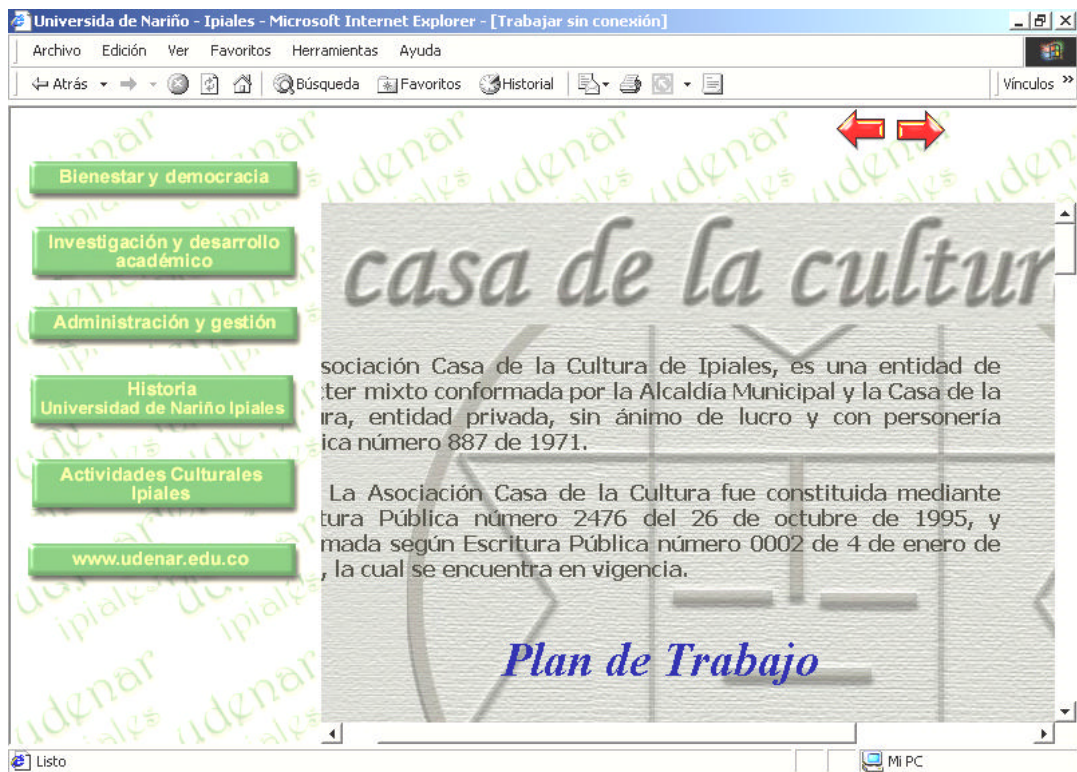 Universida de Nariño - Ipiales - Microsoft Internet Explorer - [Trabajar sin conexión]
Archivo Edición Ver Favoritos Herramientas Ayuda
Atrás Búsqueda Favoritos Historial Vínculos »
Bienestar y democracia
Investigación y desarrollo
académico
Administración y gestión
Historia
Universidad de Nariño Ipiales
Actividades Culturales
Ipiales
www.udenar.edu.co
casa de la cultur
sociación Casa de la Cultura de Ipiales, es una entidad de
ter mixto conformada por la Alcaldía Municipal y la Casa de la
ra, entidad privada, sin ánimo de lucro y con personería
ica número 887 de 1971.
La Asociación Casa de la Cultura fue constituida mediante
tura Pública número 2476 del 26 de octubre de 1995, y
mada según Escritura Pública número 0002 de 4 de enero de
, la cual se encuentra en vigencia.
Plan de Trabajo
udenar
ipiales
Listo Mi PC